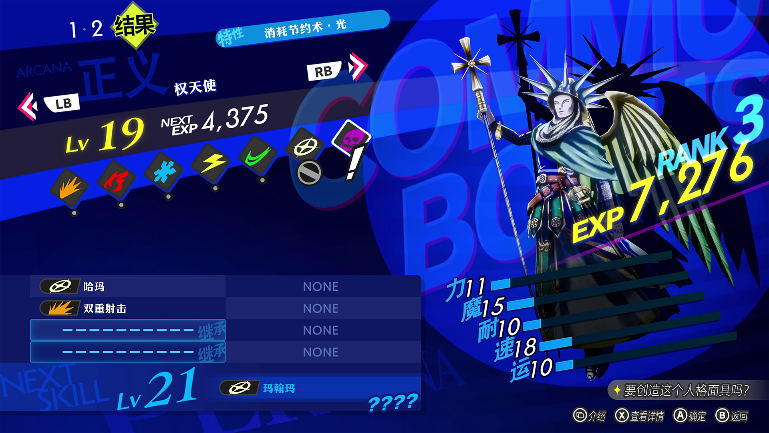 1·2 结果
特性 消耗节约术·光
ARCANA 正义
权天使
LB
RB
Lv 19 NEXT EXP 4,375
COMMU
BONUS
RANK 3
EXP 7,276
哈玛 NONE
双重射击 NONE
---------- 继承 NONE
---------- 继承 NONE
NEXT SKILL Lv 21 玛翰玛
????
力 11
魔 15
耐 10
速 18
运 10
要创造这个人格面具吗?
介绍 X 查看详情 A 确定 B 返回